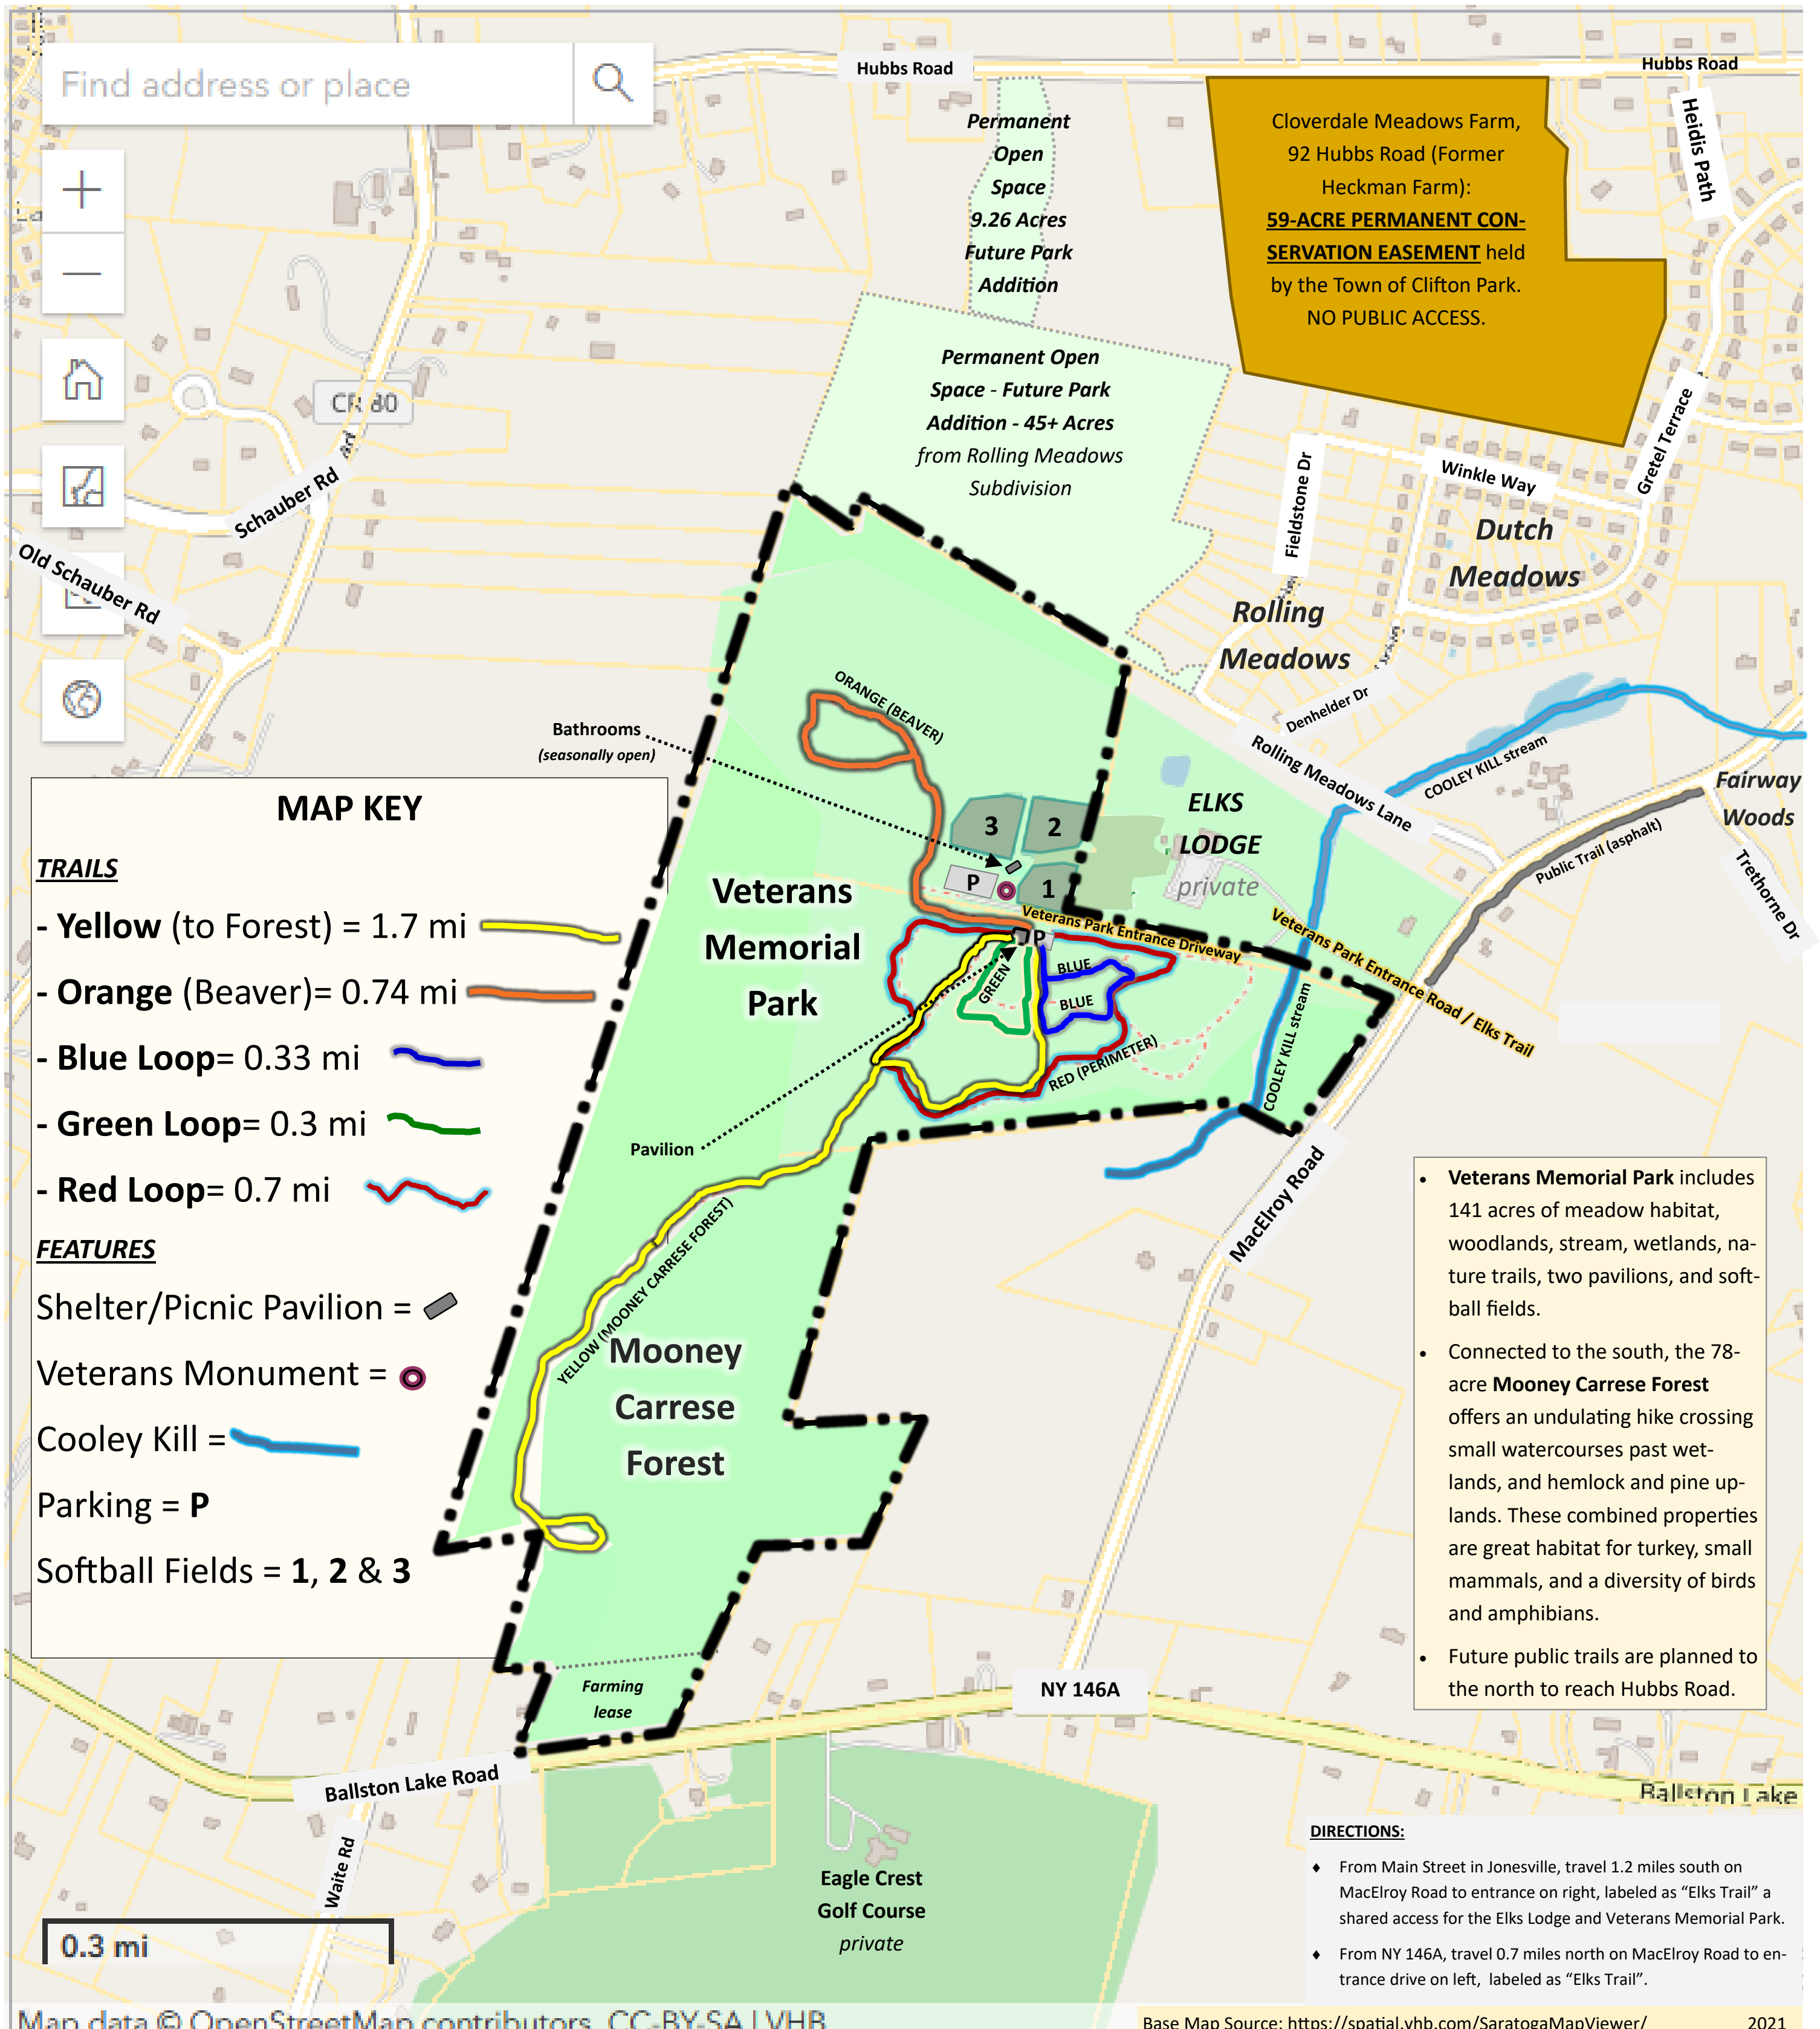 Find address or place
Hubbs Road
Hubbs Road
Heidis Path
Permanent
Open
Space
9.26 Acres
Future Park
Addition
Cloverdale Meadows Farm,
92 Hubbs Road (Former
Heckman Farm):
59-ACRE PERMANENT CON-
SERVATION EASEMENT held
by the Town of Clifton Park.
NO PUBLIC ACCESS.
Permanent Open
Space - Future Park
Addition - 45+ Acres
from Rolling Meadows
Subdivision
CR 80
Schauber Rd
Old Schauber Rd
Fieldstone Dr
Winkle Way
Gretel Terrace
Dutch
Meadows
Rolling
Meadows
Denhelder Dr
Rolling Meadows Lane
COOLEY KILL stream
Fairway
Woods
Public Trail (asphalt)
Trethorne Dr
ORANGE (BEAVER)
Bathrooms
(seasonally open)
3
2
1
P
ELKS
LODGE
private
Veterans Park Entrance Driveway
Veterans Park Entrance Road / Elks Trail
Veterans
Memorial
Park
P
GREEN
BLUE
BLUE
RED (PERIMETER)
COOLEY KILL stream
Pavilion
YELLOW (MOONEY CARRESE FOREST)
Mooney
Carrese
Forest
MacElroy Road
Farming
lease
NY 146A
Ballston Lake Road
Waite Rd
Ballston Lake
Eagle Crest
Golf Course
private
MAP KEY
TRAILS
- Yellow (to Forest) = 1.7 mi
- Orange (Beaver)= 0.74 mi
- Blue Loop= 0.33 mi
- Green Loop= 0.3 mi
- Red Loop= 0.7 mi
FEATURES
Shelter/Picnic Pavilion =
Veterans Monument =
Cooley Kill =
Parking = P
Softball Fields = 1, 2 & 3
• Veterans Memorial Park includes
141 acres of meadow habitat,
woodlands, stream, wetlands, na-
ture trails, two pavilions, and soft-
ball fields.
• Connected to the south, the 78-
acre Mooney Carrese Forest
offers an undulating hike crossing
small watercourses past wet-
lands, and hemlock and pine up-
lands. These combined properties
are great habitat for turkey, small
mammals, and a diversity of birds
and amphibians.
• Future public trails are planned to
the north to reach Hubbs Road.
DIRECTIONS:
♦ From Main Street in Jonesville, travel 1.2 miles south on
MacElroy Road to entrance on right, labeled as “Elks Trail” a
shared access for the Elks Lodge and Veterans Memorial Park.
♦ From NY 146A, travel 0.7 miles north on MacElroy Road to en-
trance drive on left, labeled as “Elks Trail”.
0.3 mi
Map data © OpenStreetMap contributors, CC-BY-SA | VHB
Base Map Source: https://spatial.vhb.com/SaratogaMapViewer/ 2021